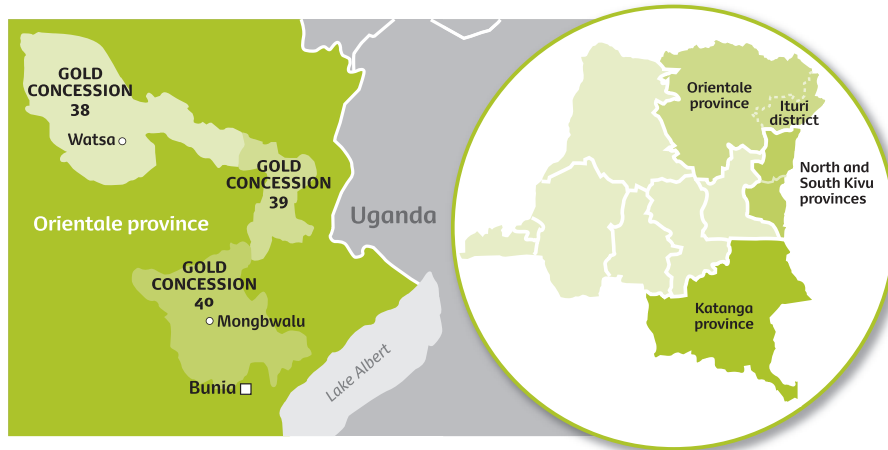 GOLD
CONCESSION
38
Watsa
GOLD
CONCESSION
39
Orientale province
Uganda
GOLD
CONCESSION
40
Mongbwalu
Bunia
Lake Albert
Orientale
province
Ituri
district
North and
South Kivu
provinces
Katanga
province